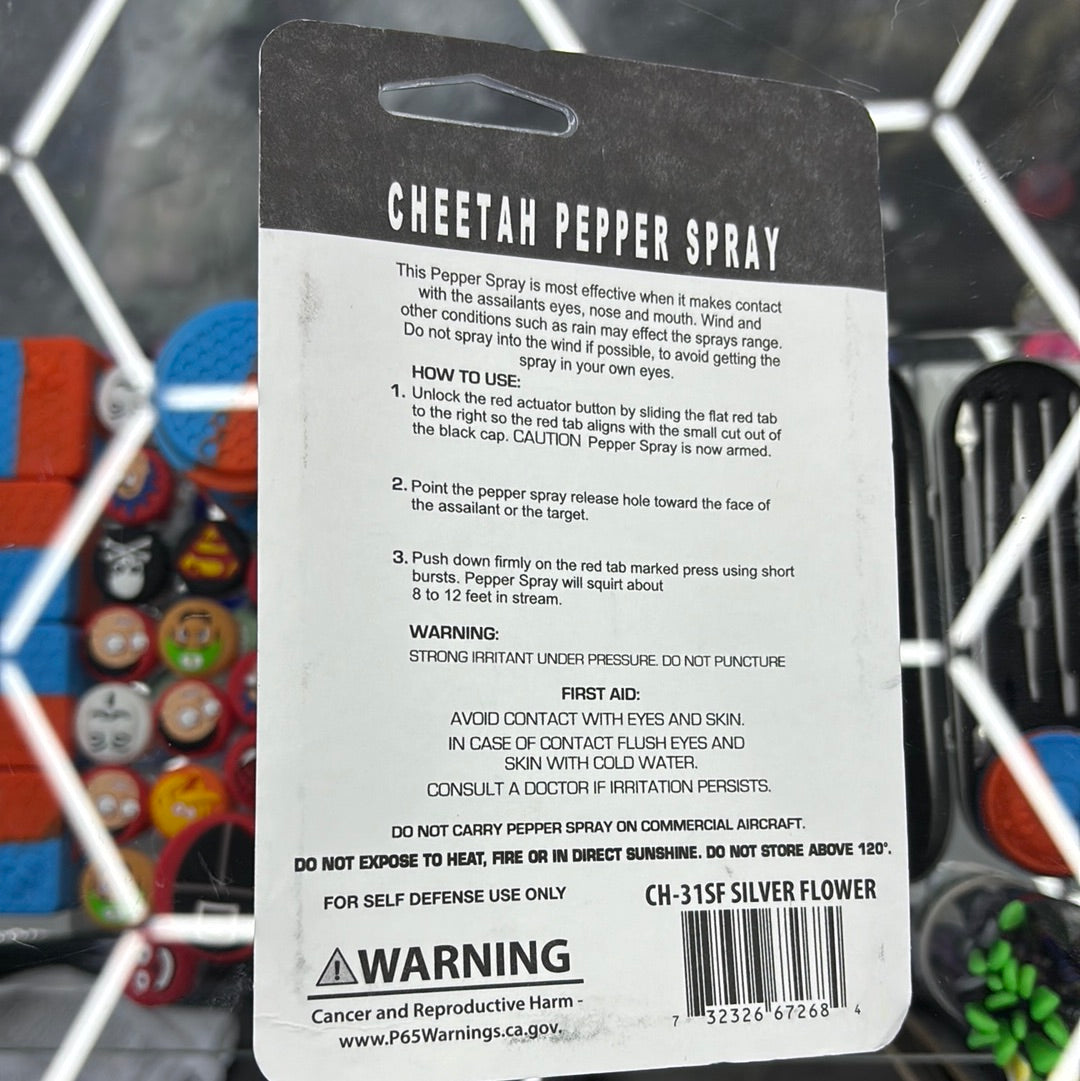 CHEETAH PEPPER SPRAY
This Pepper Spray is most effective when it makes contact
with the assailants eyes, nose and mouth. Wind and
other conditions such as rain may effect the sprays range.
Do not spray into the wind if possible, to avoid getting the
spray in your own eyes.
HOW TO USE:
1. Unlock the red actuator button by sliding the flat red tab
to the right so the red tab aligns with the small cut out of
the black cap. CAUTION Pepper Spray is now armed.
2. Point the pepper spray release hole toward the face of
the assailant or the target.
3. Push down firmly on the red tab marked press using short
bursts. Pepper Spray will squirt about
8 to 12 feet in stream.
WARNING:
STRONG IRRITANT UNDER PRESSURE. DO NOT PUNCTURE
FIRST AID:
AVOID CONTACT WITH EYES AND SKIN.
IN CASE OF CONTACT FLUSH EYES AND
SKIN WITH COLD WATER.
CONSULT A DOCTOR IF IRRITATION PERSISTS.
DO NOT CARRY PEPPER SPRAY ON COMMERCIAL AIRCRAFT.
DO NOT EXPOSE TO HEAT, FIRE OR IN DIRECT SUNSHINE. DO NOT STORE ABOVE 120°.
FOR SELF DEFENSE USE ONLY
CH-31SF SILVER FLOWER
WARNING
Cancer and Reproductive Harm -
www.P65Warnings.ca.gov.
7 32326 67268 4